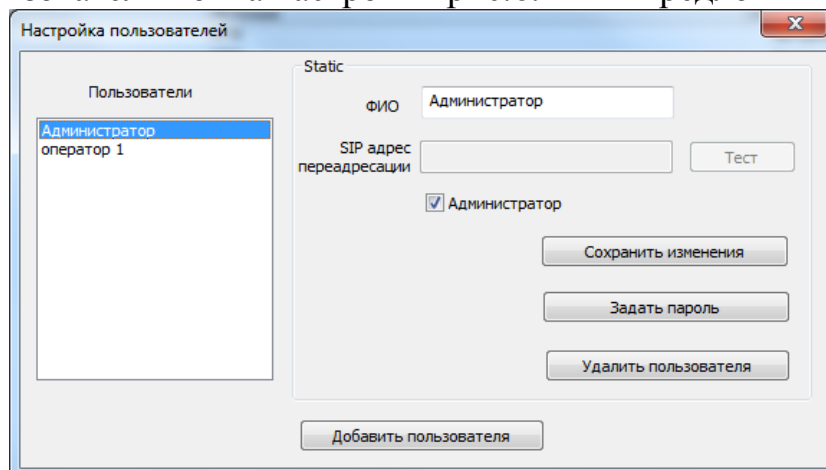 Настройка пользователей
Static
Пользователи
ФИО
Администратор
Администратор
оператор 1
SIP адрес
переадресации
Тест
Администратор
Сохранить изменения
Задать пароль
Удалить пользователя
Добавить пользователя